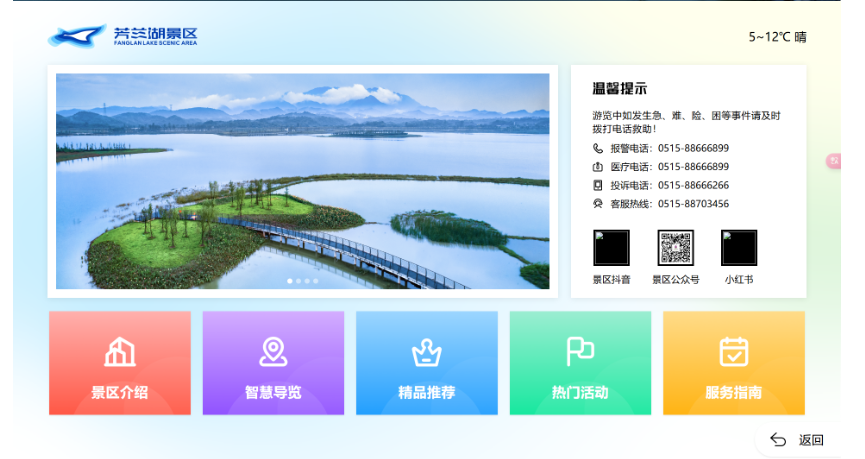 芳兰湖景区
FANGLAN LAKE SCENIC AREA
5~12℃ 晴
温馨提示
游览中如发生急、难、险、困等事件请及时
拨打电话救助！
报警电话：0515-88666899
医疗电话：0515-88666899
投诉电话：0515-88666266
客服热线：0515-88703456
景区抖音
景区公众号
小红书
景区介绍
智慧导览
精品推荐
热门活动
服务指南
返回